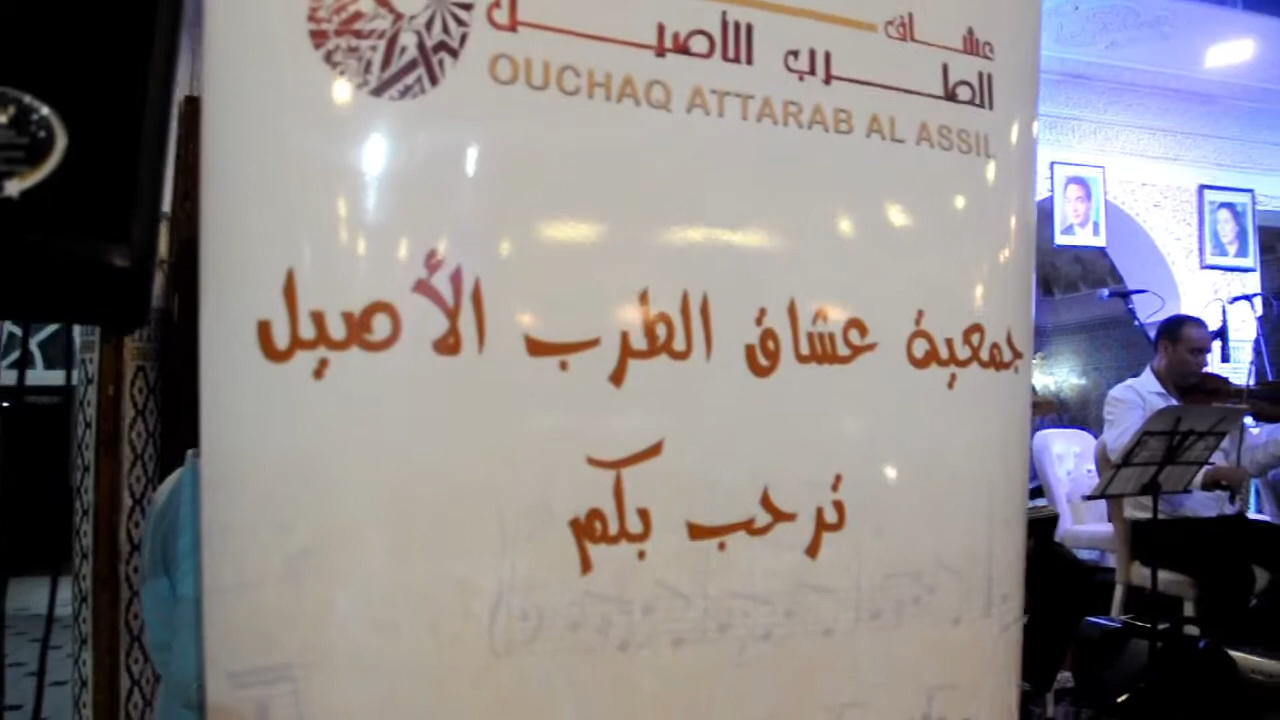 عشاق
الطرب الأصيل
OUCHAQ ATTARAB AL ASSIL
جمعية عشاق الطرب الأصيل
ترحب بكم